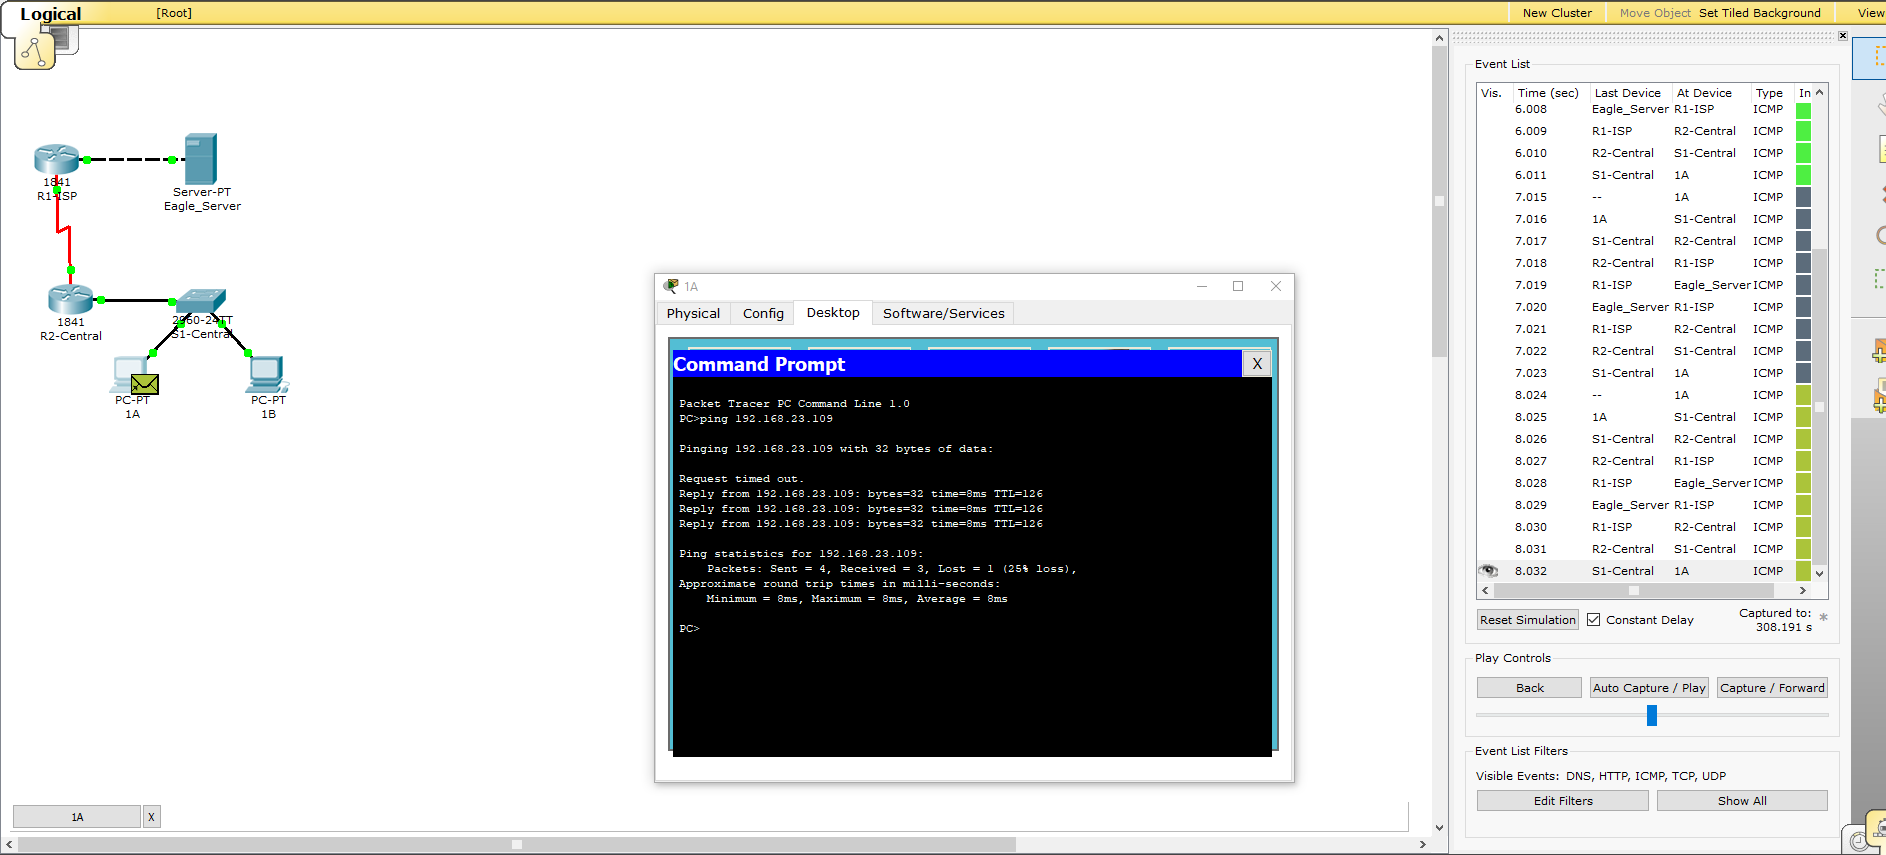 Logical [Root] New Cluster Move Object Set Tiled Background View
1841
R1-ISP
Server-PT
Eagle_Server
1841
R2-Central
2960-24TT
S1-Central
PC-PT
1A
PC-PT
1B
1A
Physical Config Desktop Software/Services
Command Prompt X
Packet Tracer PC Command Line 1.0
PC>ping 192.168.23.109
Pinging 192.168.23.109 with 32 bytes of data:
Request timed out.
Reply from 192.168.23.109: bytes=32 time=8ms TTL=126
Reply from 192.168.23.109: bytes=32 time=8ms TTL=126
Reply from 192.168.23.109: bytes=32 time=8ms TTL=126
Ping statistics for 192.168.23.109:
Packets: Sent = 4, Received = 3, Lost = 1 (25% loss),
Approximate round trip times in milli-seconds:
Minimum = 8ms, Maximum = 8ms, Average = 8ms
PC>
1A X
Event List
Vis. Time (sec) Last Device At Device Type In
6.008 Eagle_Server R1-ISP ICMP
6.009 R1-ISP R2-Central ICMP
6.010 R2-Central S1-Central ICMP
6.011 S1-Central 1A ICMP
7.015 -- 1A ICMP
7.016 1A S1-Central ICMP
7.017 S1-Central R2-Central ICMP
7.018 R2-Central R1-ISP ICMP
7.019 R1-ISP Eagle_Server ICMP
7.020 Eagle_Server R1-ISP ICMP
7.021 R1-ISP R2-Central ICMP
7.022 R2-Central S1-Central ICMP
7.023 S1-Central 1A ICMP
8.024 -- 1A ICMP
8.025 1A S1-Central ICMP
8.026 S1-Central R2-Central ICMP
8.027 R2-Central R1-ISP ICMP
8.028 R1-ISP Eagle_Server ICMP
8.029 Eagle_Server R1-ISP ICMP
8.030 R1-ISP R2-Central ICMP
8.031 R2-Central S1-Central ICMP
8.032 S1-Central 1A ICMP
Reset Simulation Constant Delay Captured to: *
308.191 s
Play Controls
Back Auto Capture / Play Capture / Forward
Event List Filters
Visible Events: DNS, HTTP, ICMP, TCP, UDP
Edit Filters Show All